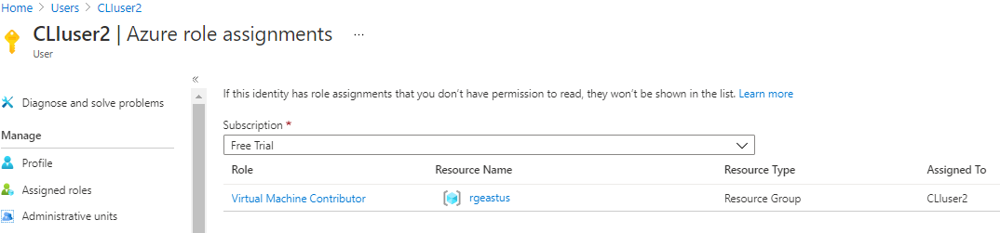 Home > Users > CLIuser2
CLIuser2 | Azure role assignments ...
User
«
If this identity has role assignments that you don't have permission to read, they won't be shown in the list. Learn more
Diagnose and solve problems
Subscription *
Manage
Free Trial
Profile
Role Resource Name Resource Type Assigned To
Assigned roles
Virtual Machine Contributor rgeastus Resource Group CLIuser2
Administrative units